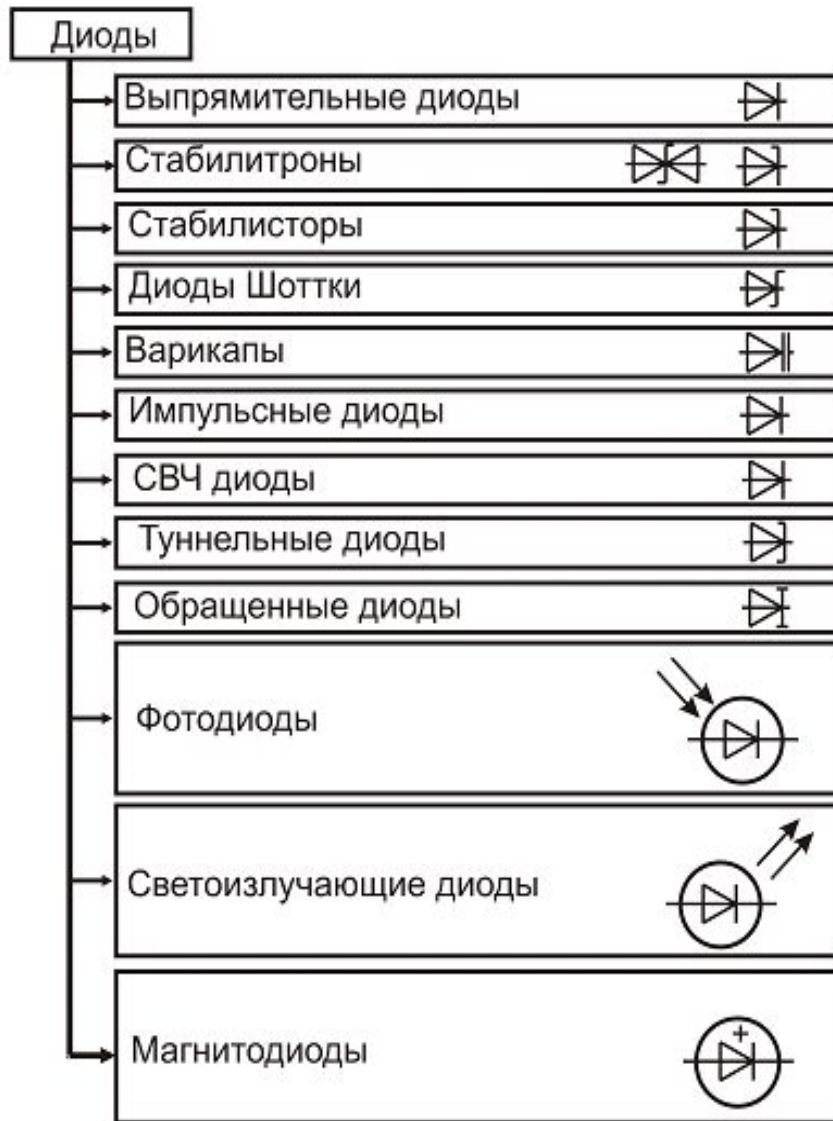 Диоды
Выпрямительные диоды
Стабилитроны
Стабилисторы
Диоды Шоттки
Варикапы
Импульсные диоды
СВЧ диоды
Туннельные диоды
Обращенные диоды
Фотодиоды
Светоизлучающие диоды
Магнитодиоды
+